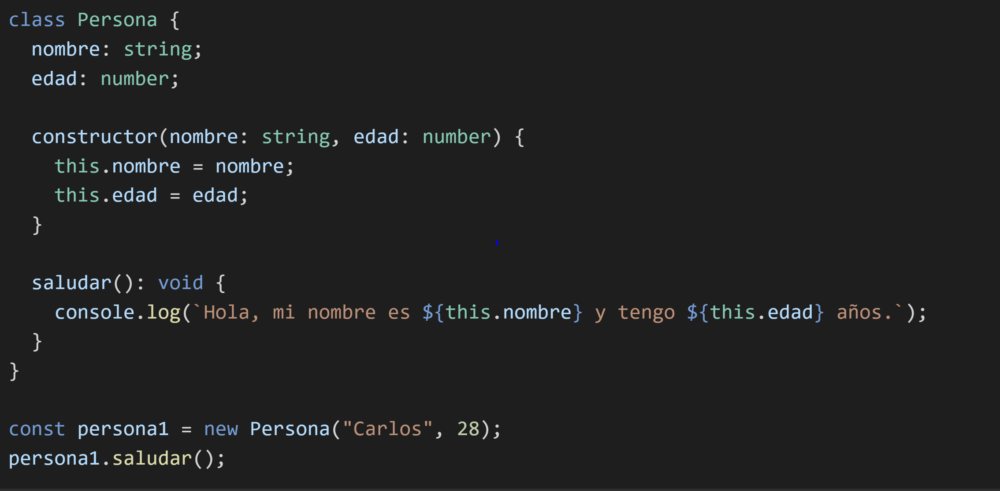 class Persona {
  nombre: string;
  edad: number;

  constructor(nombre: string, edad: number) {
    this.nombre = nombre;
    this.edad = edad;
  }

  saludar(): void {
    console.log(`Hola, mi nombre es ${this.nombre} y tengo ${this.edad} años.`);
  }
}

const persona1 = new Persona("Carlos", 28);
persona1.saludar();